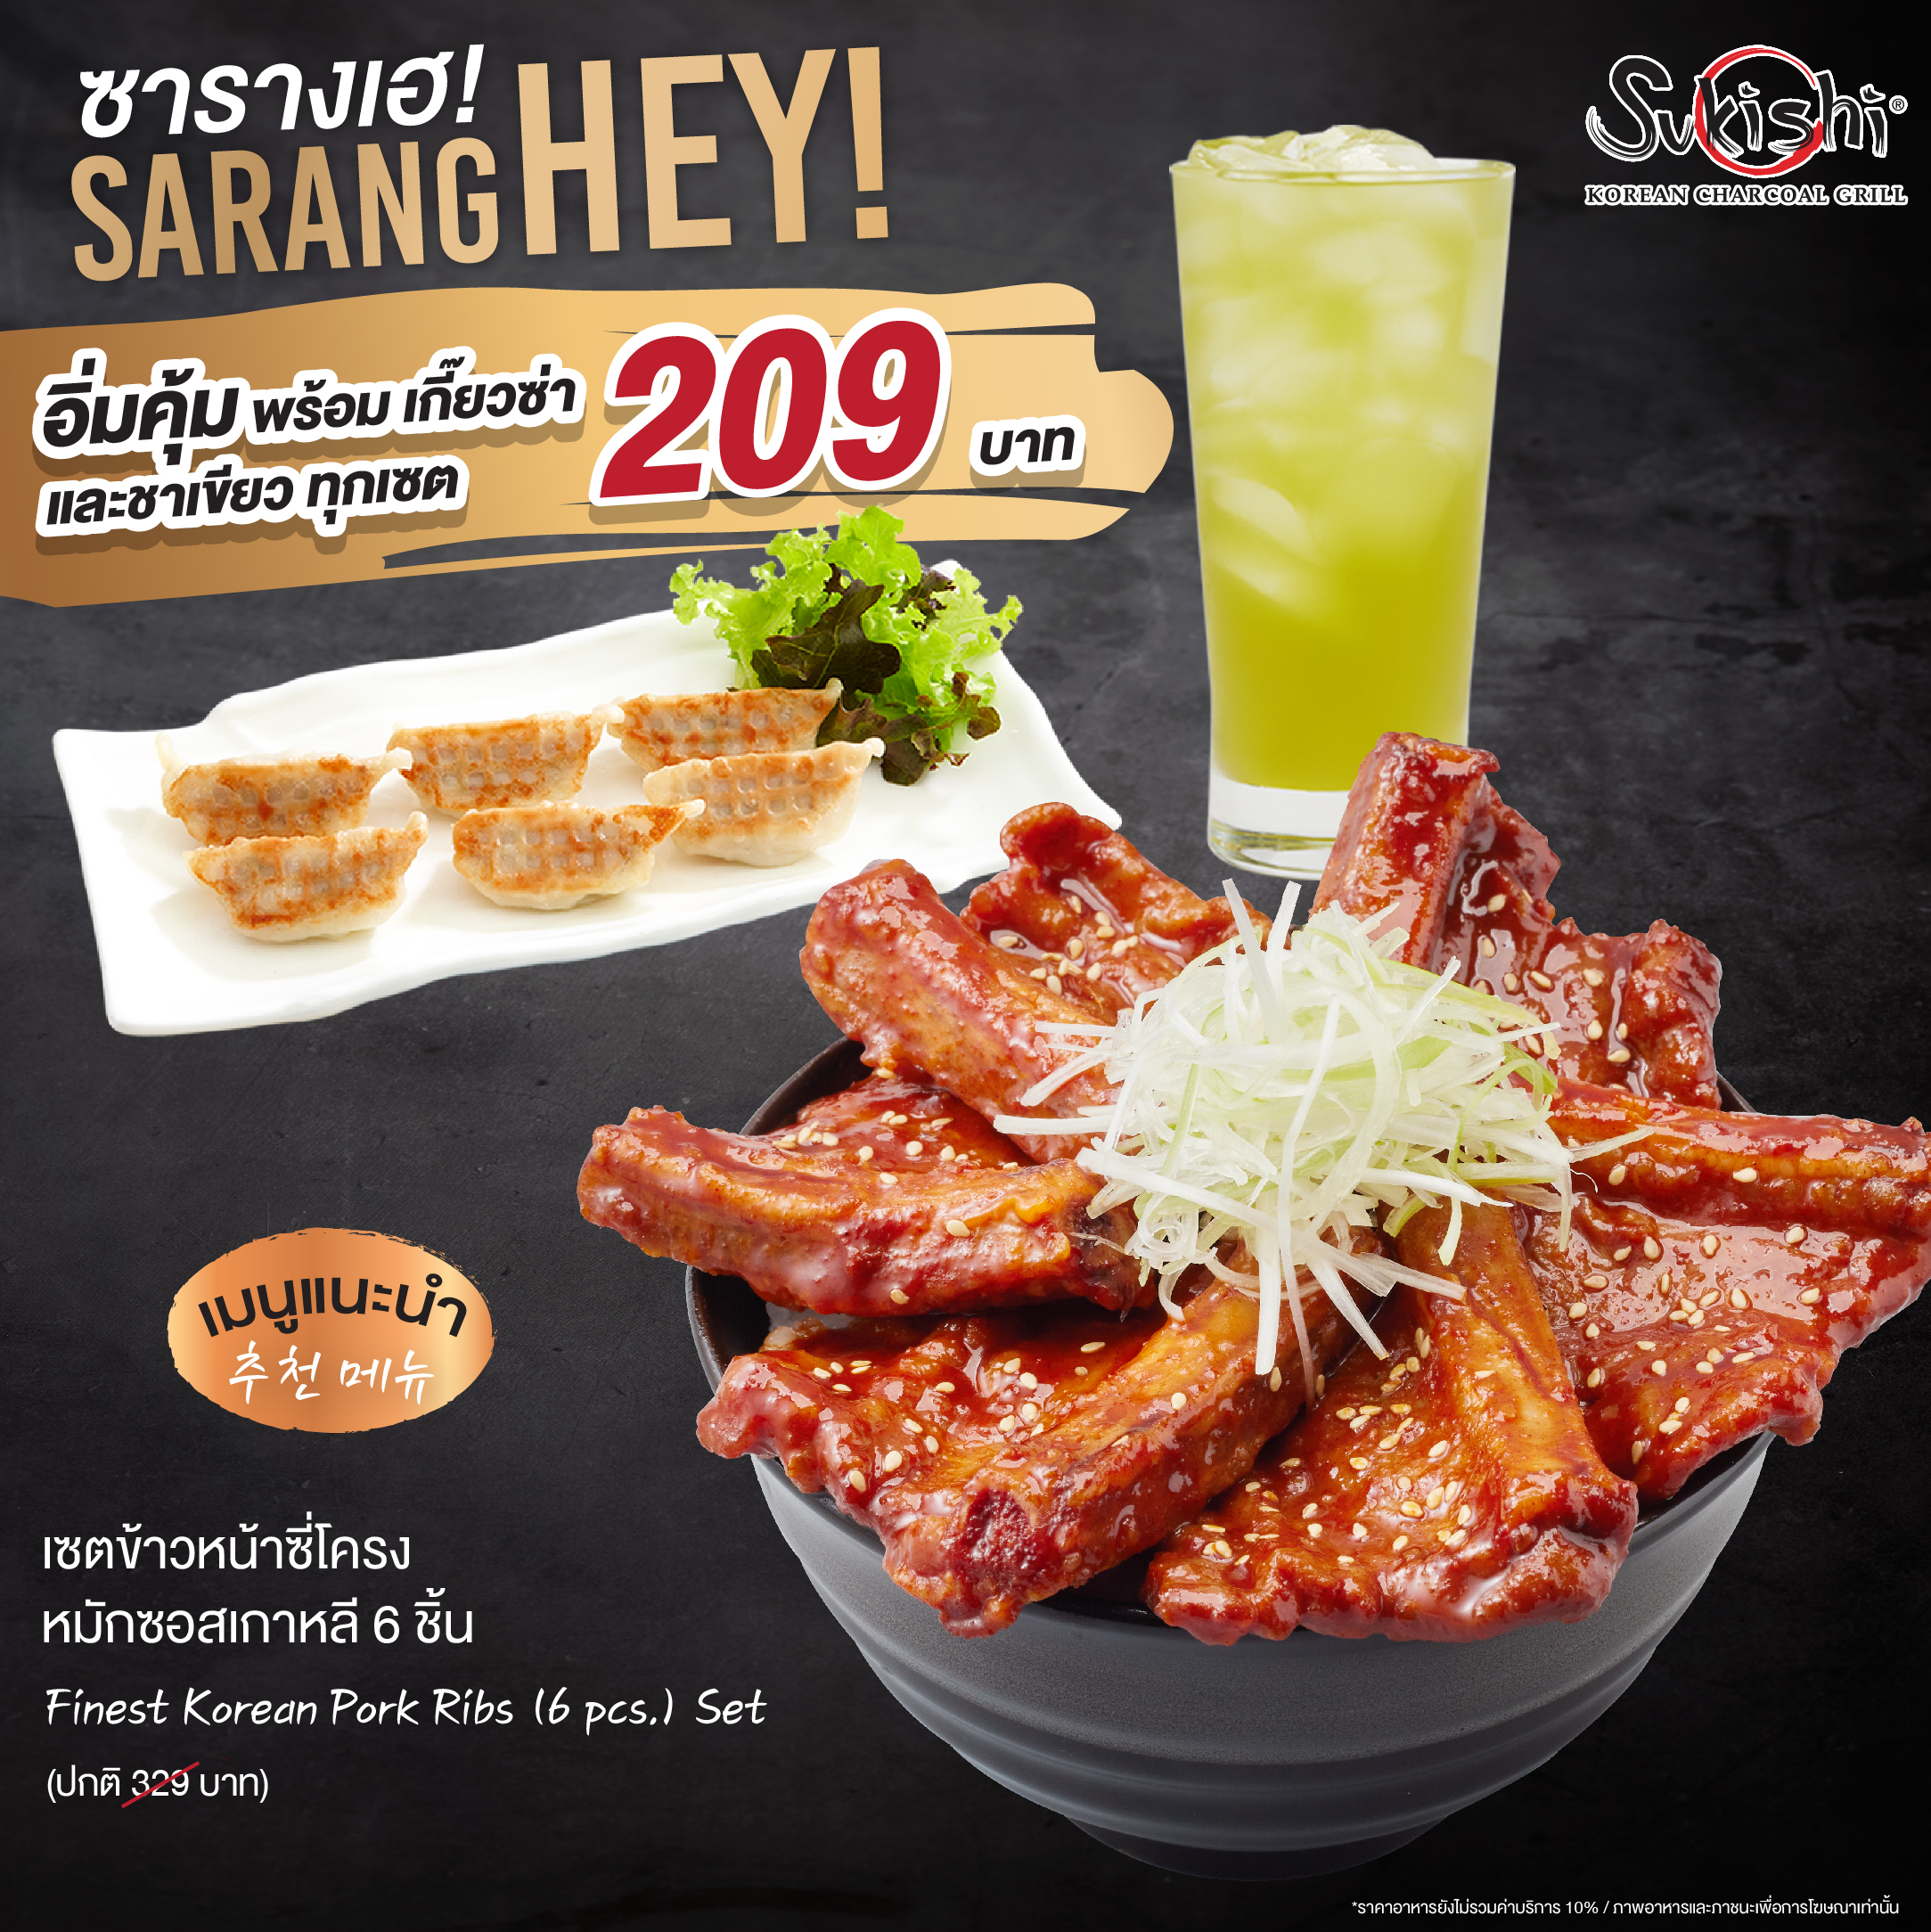 ซารางเฮ!
SARANGHEY!
Sukishi®
KOREAN CHARCOAL GRILL
อิ่มคุ้ม พร้อม เกี๊ยวซ่า
และชาเขียว ทุกเซต
209 บาท
เมนูแนะนำ
추천 메뉴
เซตข้าวหน้าซี่โครง
หมักซอสเกาหลี 6 ชิ้น
Finest Korean Pork Ribs (6 pcs.) Set
(ปกติ 329 บาท)
*ราคาอาหารยังไม่รวมค่าบริการ 10% / ภาพอาหารและภาชนะเพื่อการโฆษณาเท่านั้น